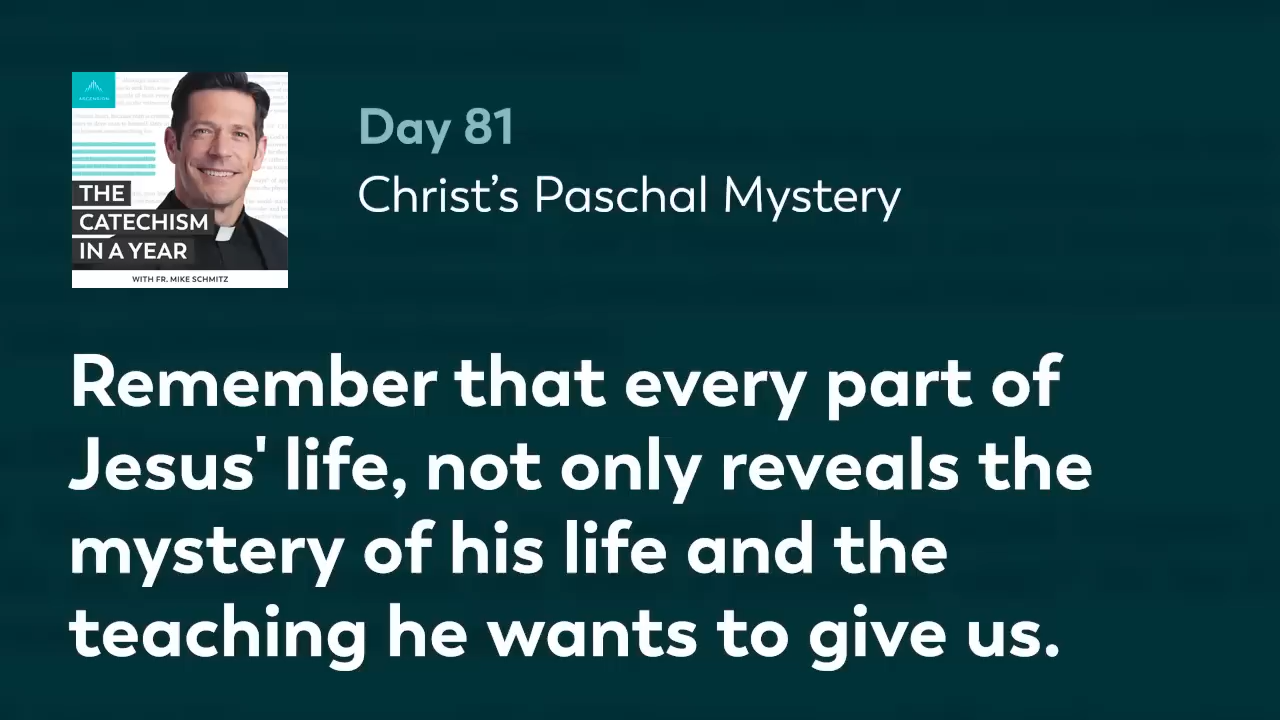 ASCENSION
THE
CATECHISM
IN A YEAR
WITH FR. MIKE SCHMITZ
Day 81
Christ’s Paschal Mystery
Remember that every part of
Jesus' life, not only reveals the
mystery of his life and the
teaching he wants to give us.